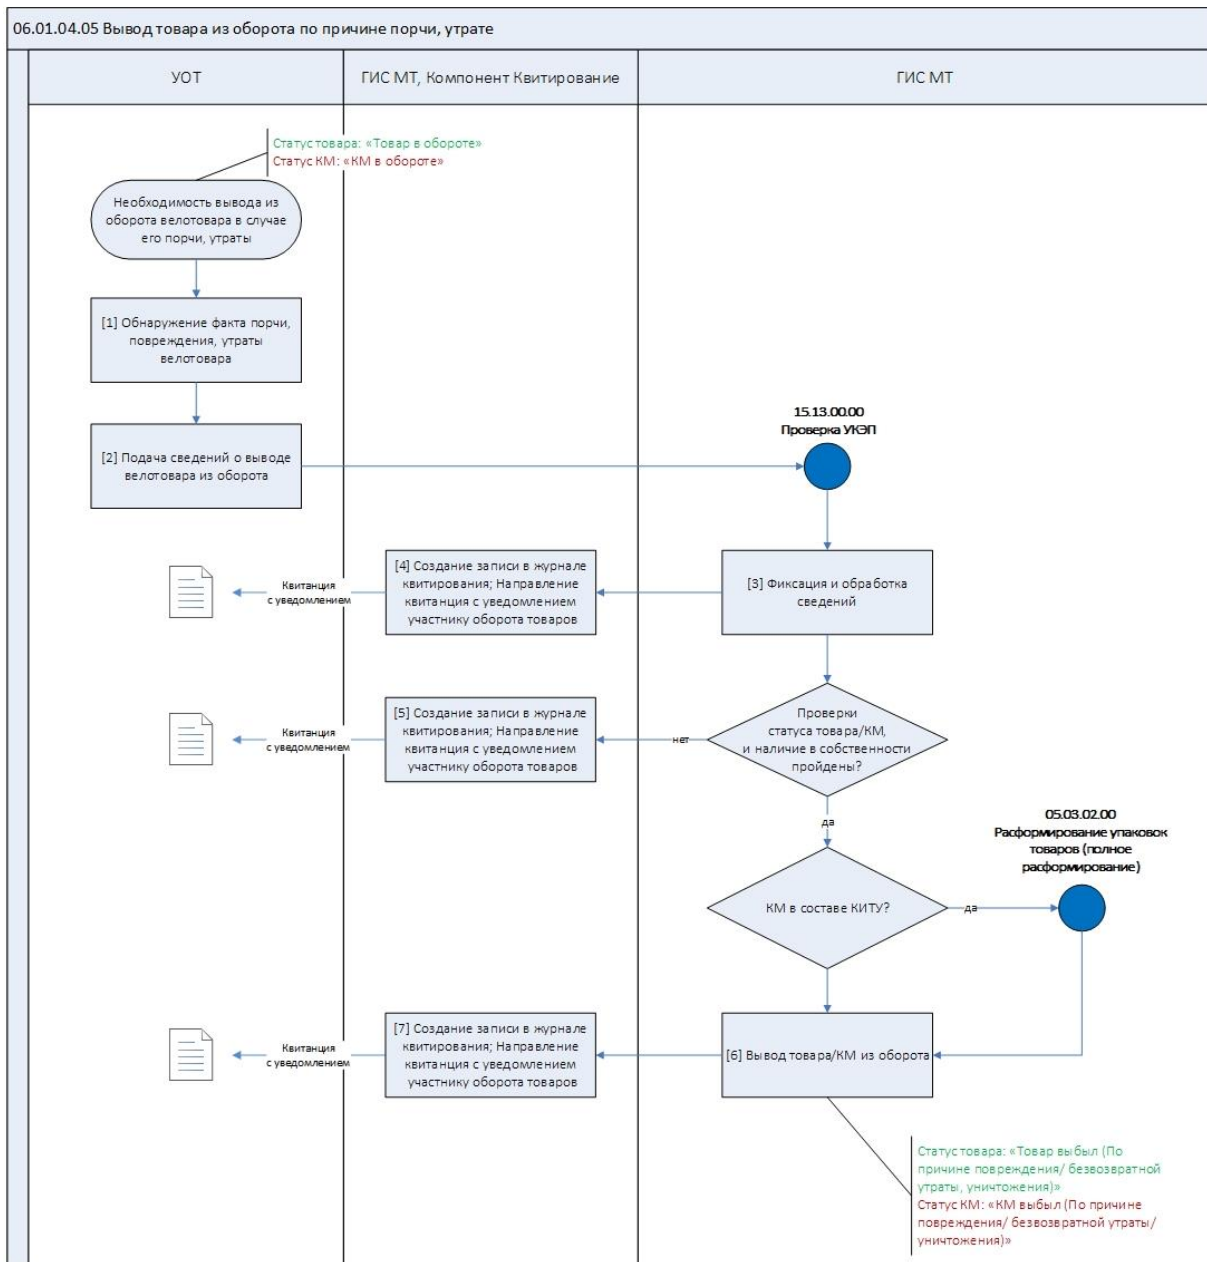 06.01.04.05 Вывод товара из оборота по причине порчи, утрате
УОТ
ГИС МТ, Компонент Квитирование
ГИС МТ
Статус товара: «Товар в обороте»
Статус КМ: «КМ в обороте»
Необходимость вывода из
оборота велотовара в случае
его порчи, утраты
[1] Обнаружение факта порчи,
повреждения, утраты
велотовара
15.13.00.00
Проверка УКЭП
[2] Подача сведений о выводе
велотовара из оборота
[3] Фиксация и обработка
сведений
[4] Создание записи в журнале
квитирования; Направление
квитанция с уведомлением
участнику оборота товаров
Квитанция
с уведомлением
Проверки
статуса товара/КМ,
и наличие в собственности
пройдены?
нет
[5] Создание записи в журнале
квитирования; Направление
квитанция с уведомлением
участнику оборота товаров
Квитанция
с уведомлением
да
05.03.02.00
Расформирование упаковок
товаров (полное
расформирование)
КМ в составе КИТУ?
да
[6] Вывод товара/КМ из оборота
[7] Создание записи в журнале
квитирования; Направление
квитанция с уведомлением
участнику оборота товаров
Квитанция
с уведомлением
Статус товара: «Товар выбыл (По
причине повреждения/ безвозвратной
утраты, уничтожения)»
Статус КМ: «КМ выбыл (По причине
повреждения/ безвозвратной утраты/
уничтожения)»